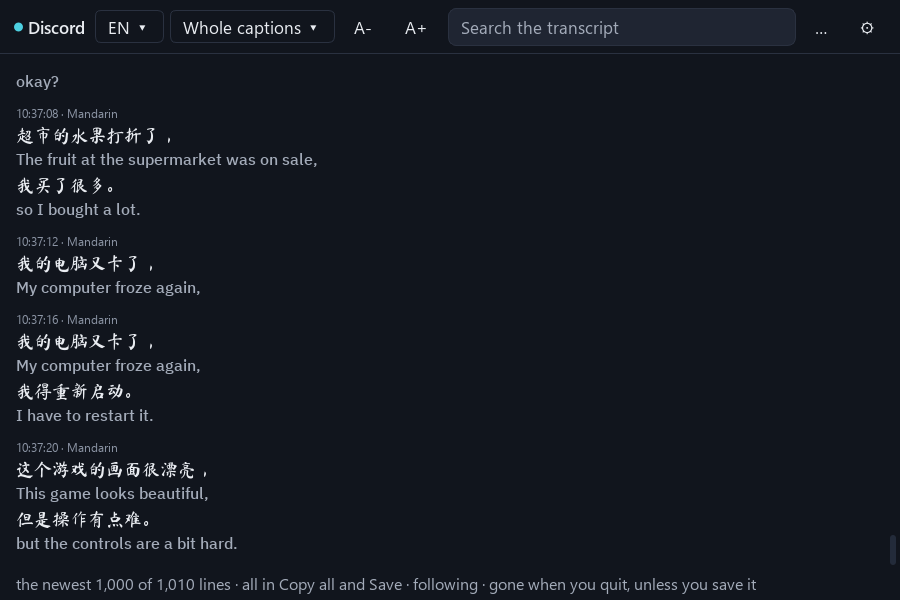 Discord EN ▾ Whole captions ▾ A- A+ Search the transcript ... ⚙
okay?
10:37:08 · Mandarin
超市的水果打折了，
The fruit at the supermarket was on sale,
我买了很多。
so I bought a lot.
10:37:12 · Mandarin
我的电脑又卡了，
My computer froze again,
10:37:16 · Mandarin
我的电脑又卡了，
My computer froze again,
我得重新启动。
I have to restart it.
10:37:20 · Mandarin
这个游戏的画面很漂亮，
This game looks beautiful,
但是操作有点难。
but the controls are a bit hard.
the newest 1,000 of 1,010 lines · all in Copy all and Save · following · gone when you quit, unless you save it